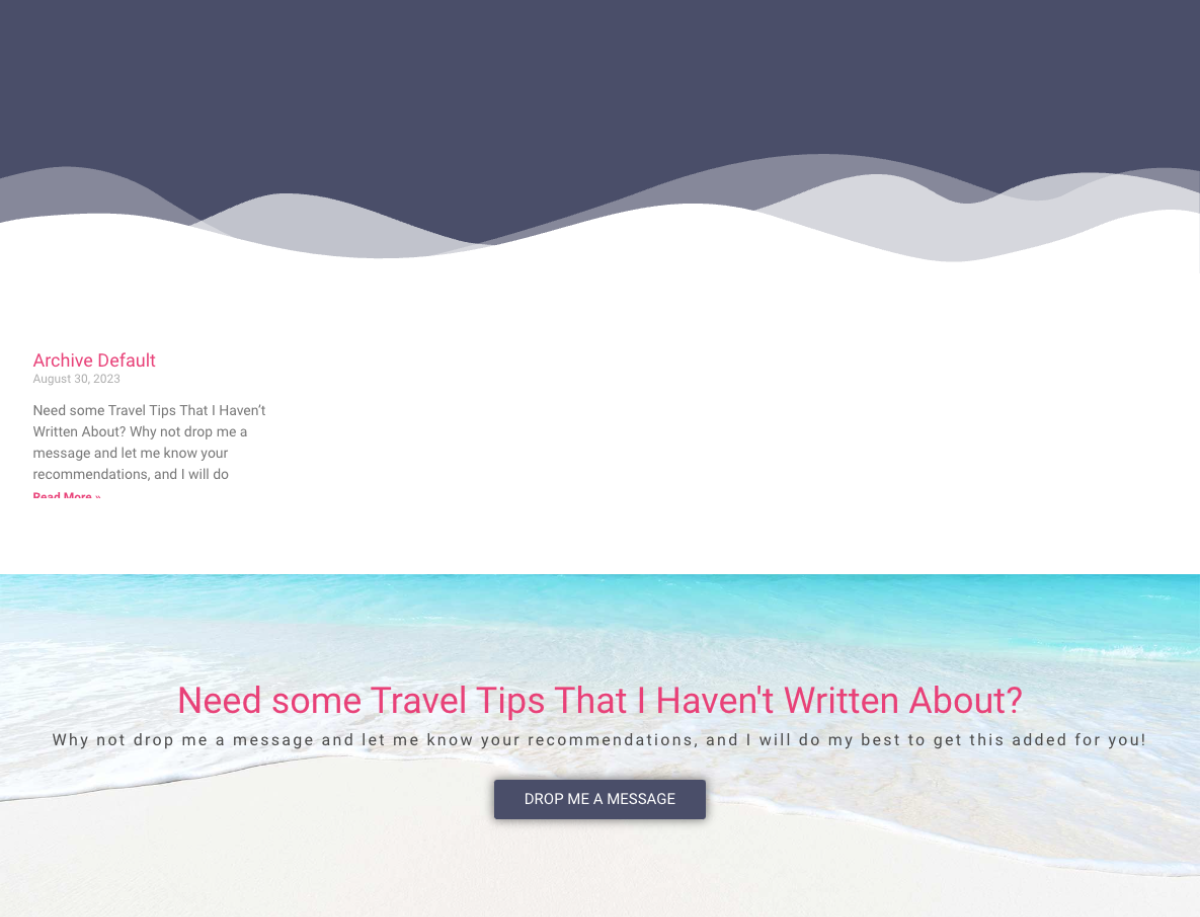 Archive Default
August 30, 2023
Need some Travel Tips That I Haven’t
Written About? Why not drop me a
message and let me know your
recommendations, and I will do
Read More »
Need some Travel Tips That I Haven't Written About?
Why not drop me a message and let me know your recommendations, and I will do my best to get this added for you!
DROP ME A MESSAGE